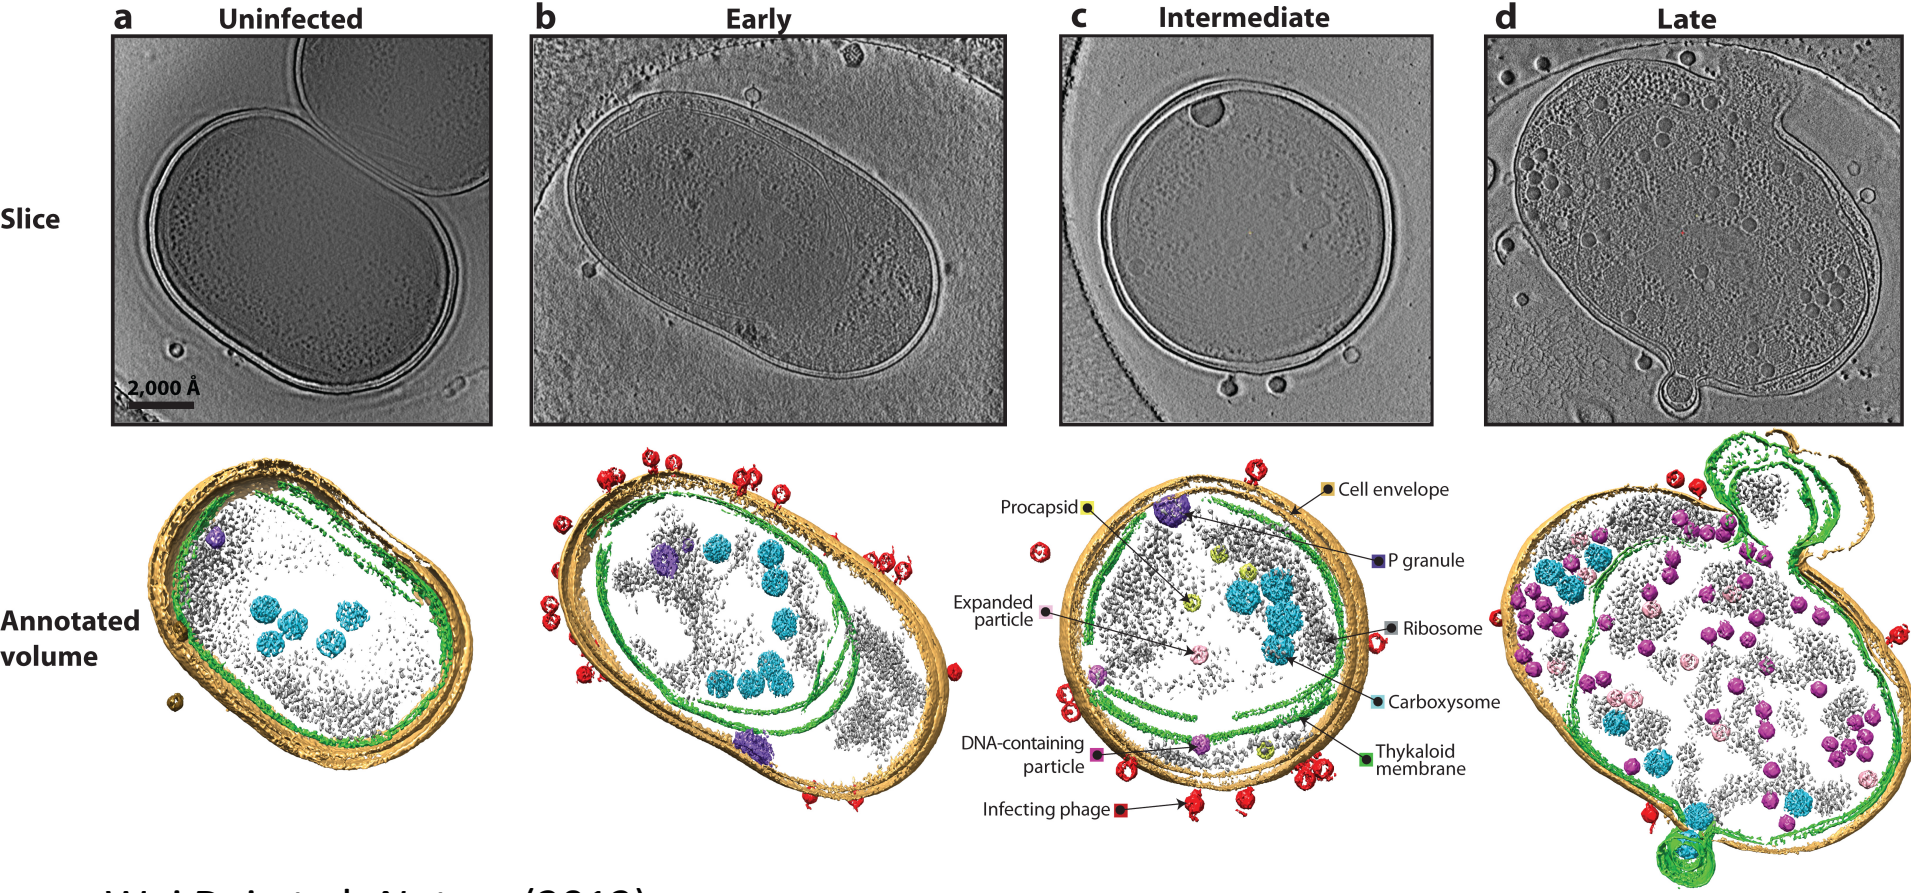 a Uninfected
b Early
c Intermediate
d Late
Slice
2,000 Å
Annotated
volume
Procapsid
Cell envelope
P granule
Expanded
particle
Ribosome
Carboxysome
DNA-containing
particle
Thykaloid
membrane
Infecting phage